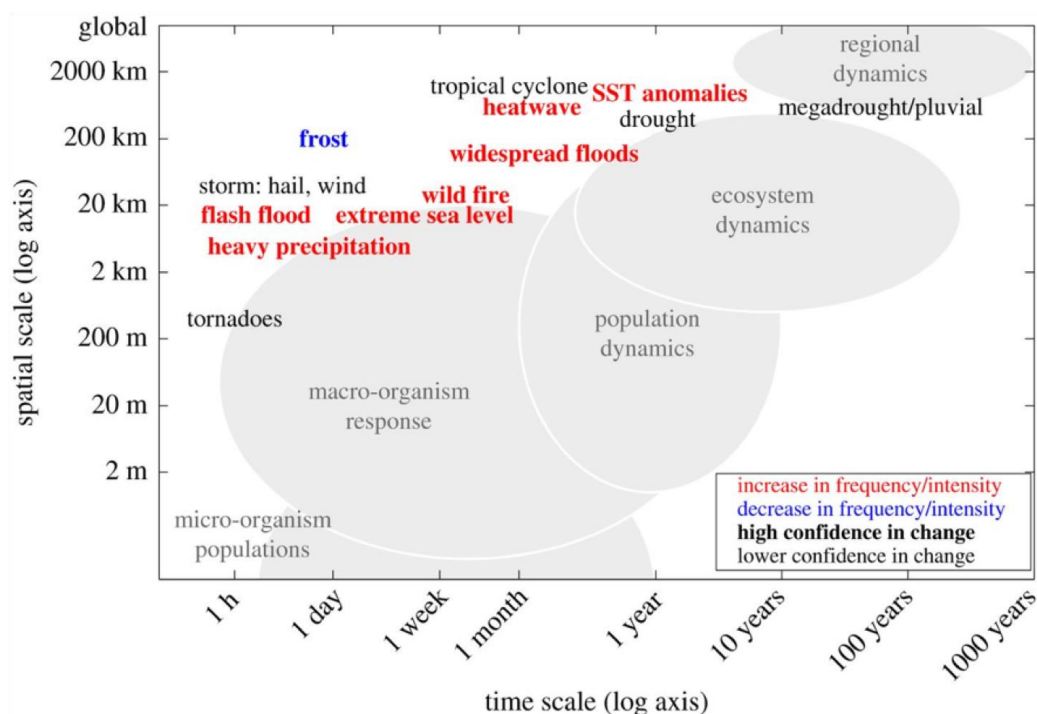 global
2000 km
200 km
20 km
2 km
200 m
20 m
2 m
spatial scale (log axis)
regional
dynamics
tropical cyclone
SST anomalies
heatwave
megadrought/pluvial
drought
frost
widespread floods
storm: hail, wind
wild fire
ecosystem
dynamics
flash flood
extreme sea level
heavy precipitation
tornadoes
population
dynamics
macro-organism
response
micro-organism
populations
increase in frequency/intensity
decrease in frequency/intensity
high confidence in change
lower confidence in change
1 h
1 day
1 week
1 month
1 year
10 years
100 years
1000 years
time scale (log axis)